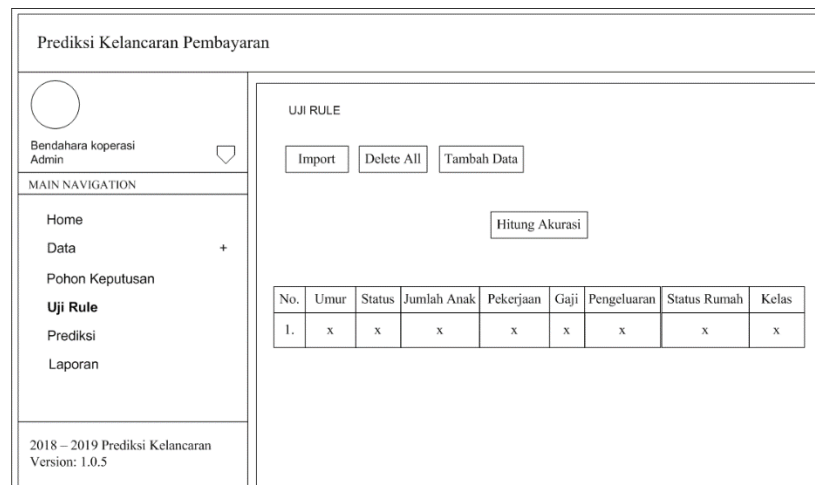 Prediksi Kelancaran Pembayaran
Bendahara koperasi
Admin
MAIN NAVIGATION
Home
Data +
Pohon Keputusan
Uji Rule
Prediksi
Laporan
2018 – 2019 Prediksi Kelancaran
Version: 1.0.5
UJI RULE
Import Delete All Tambah Data
Hitung Akurasi
No. Umur Status Jumlah Anak Pekerjaan Gaji Pengeluaran Status Rumah Kelas
1. x x x x x x x x